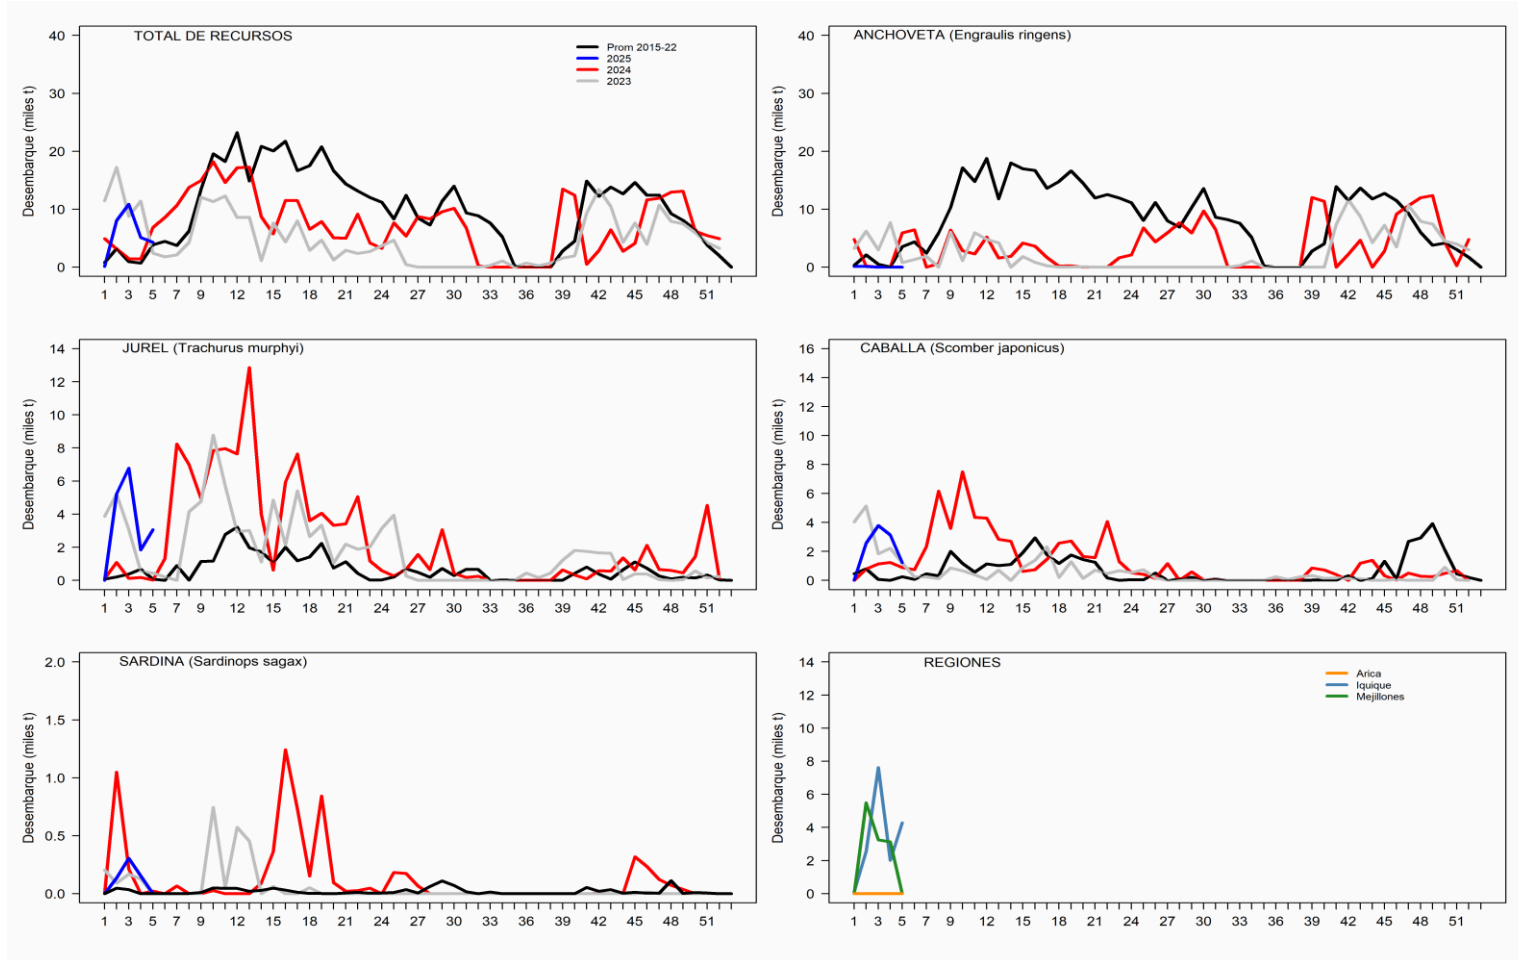 TOTAL DE RECURSOS
Prom 2015-22
2025
2024
2023
Desembarque (miles t)
40
30
20
10
0
1 3 5 7 9 12 15 18 21 24 27 30 33 36 39 42 45 48 51
ANCHOVETA (Engraulis ringens)
Desembarque (miles t)
40
30
20
10
0
1 3 5 7 9 12 15 18 21 24 27 30 33 36 39 42 45 48 51
JUREL (Trachurus murphyi)
Desembarque (miles t)
14
12
10
8
6
4
2
0
1 3 5 7 9 12 15 18 21 24 27 30 33 36 39 42 45 48 51
CABALLA (Scomber japonicus)
Desembarque (miles t)
16
14
12
10
8
6
4
2
0
1 3 5 7 9 12 15 18 21 24 27 30 33 36 39 42 45 48 51
SARDINA (Sardinops sagax)
Desembarque (miles t)
2.0
1.5
1.0
0.5
0.0
1 3 5 7 9 12 15 18 21 24 27 30 33 36 39 42 45 48 51
REGIONES
Arica
Iquique
Mejillones
Desembarque (miles t)
14
12
10
8
6
4
2
0
1 3 5 7 9 12 15 18 21 24 27 30 33 36 39 42 45 48 51